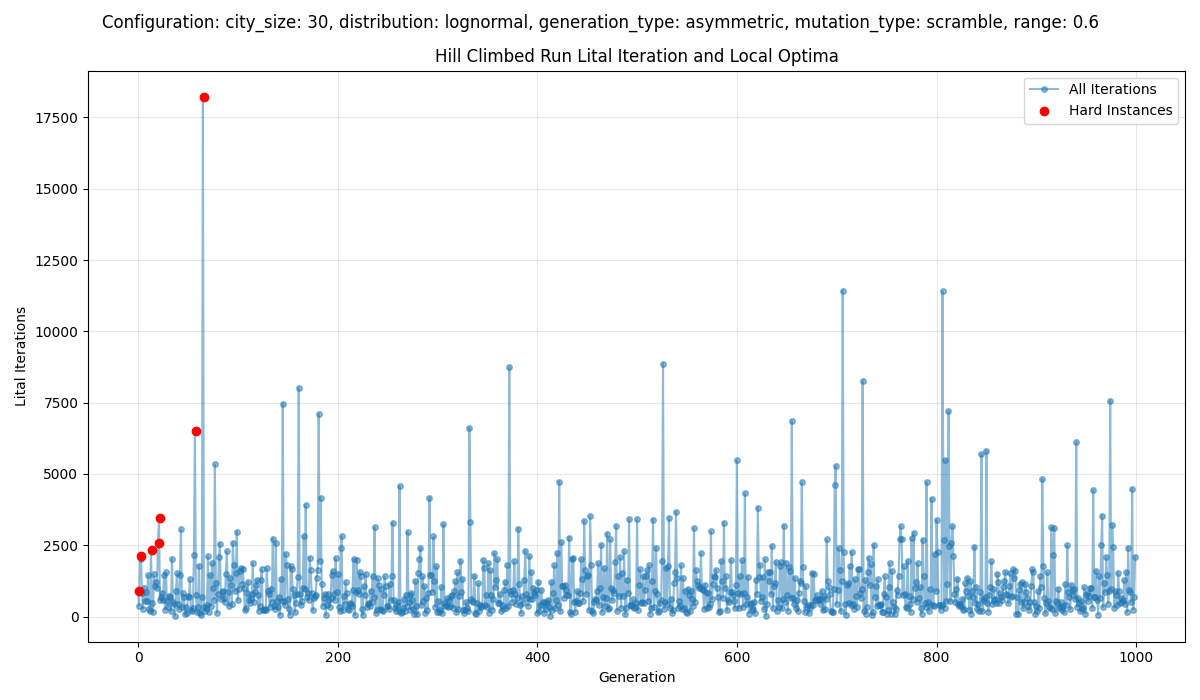 Configuration: city_size: 30, distribution: lognormal, generation_type: asymmetric, mutation_type: scramble, range: 0.6
Hill Climbed Run Lital Iteration and Local Optima
All Iterations
Hard Instances
17500
15000
12500
10000
7500
5000
2500
0
Lital Iterations
0 200 400 600 800 1000
Generation